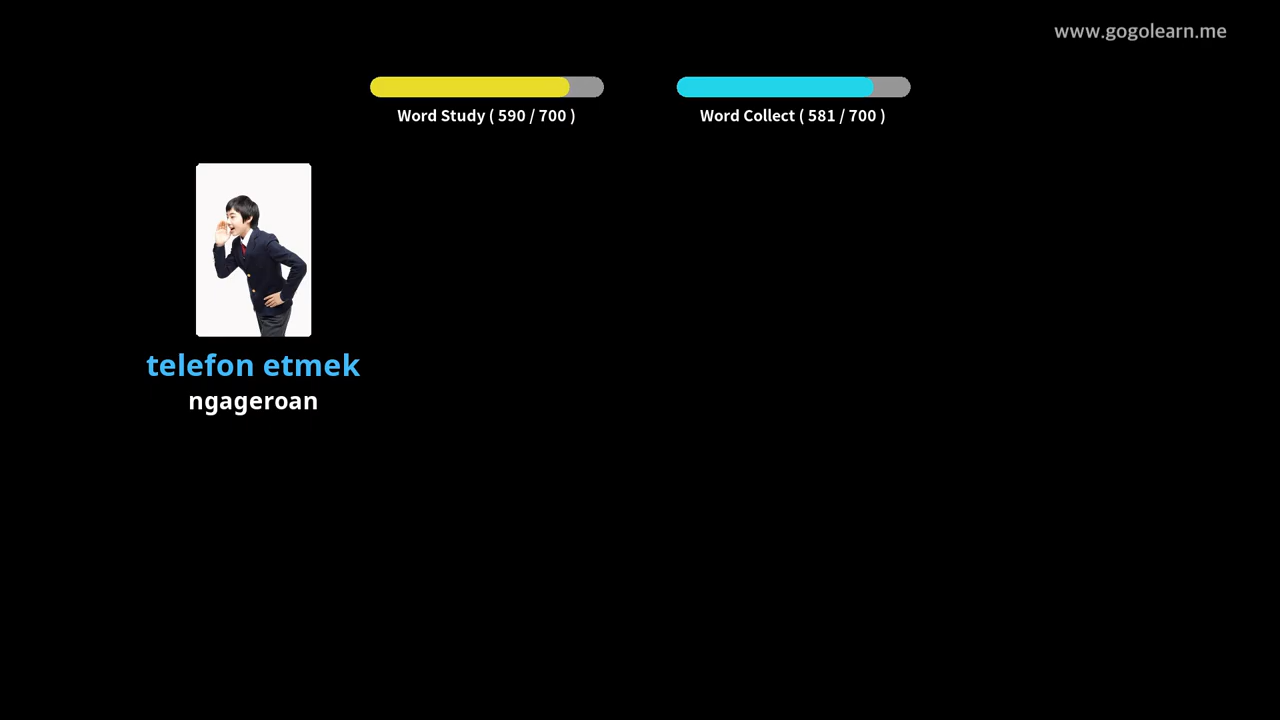 www.gogolearn.me
Word Study ( 590 / 700 )
Word Collect ( 581 / 700 )
telefon etmek
ngageroan